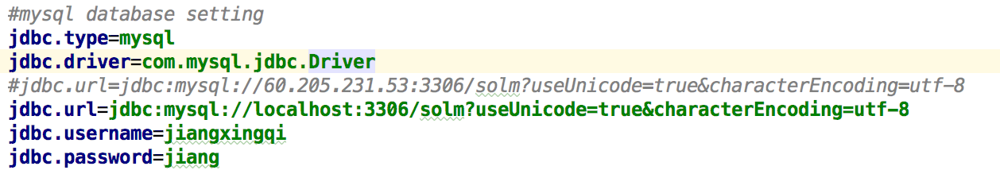 #mysql database setting
jdbc.type=mysql
jdbc.driver=com.mysql.jdbc.Driver
#jdbc.url=jdbc:mysql://60.205.231.53:3306/solm?useUnicode=true&characterEncoding=utf-8
jdbc.url=jdbc:mysql://localhost:3306/solm?useUnicode=true&characterEncoding=utf-8
jdbc.username=jiangxingqi
jdbc.password=jiang